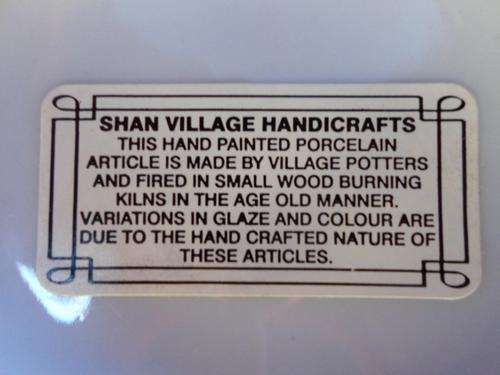 SHAN VILLAGE HANDICRAFTS
THIS HAND PAINTED PORCELAIN
ARTICLE IS MADE BY VILLAGE POTTERS
AND FIRED IN SMALL WOOD BURNING
KILNS IN THE AGE OLD MANNER.
VARIATIONS IN GLAZE AND COLOUR ARE
DUE TO THE HAND CRAFTED NATURE OF
THESE ARTICLES.